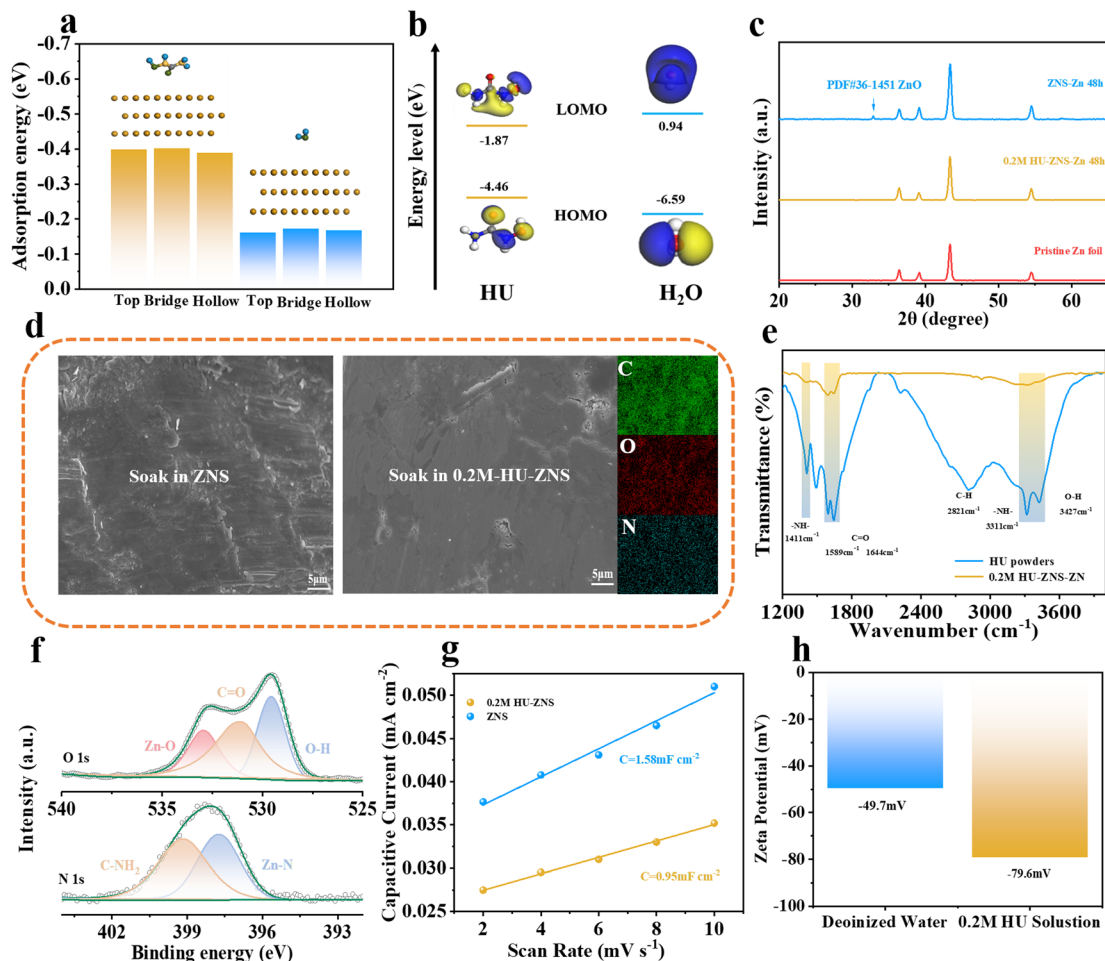 a
-0.7
-0.6
-0.5
-0.4
-0.3
-0.2
-0.1
0.0
Adsorption energy (eV)
Top Bridge Hollow
Top Bridge Hollow
b
Energy level (eV)
LOMO
-1.87
0.94
-4.46
HOMO
-6.59
HU
H₂O
c
Intensity (a.u.)
PDF#36-1451 ZnO
ZNS-Zn 48h
0.2M HU-ZNS-Zn 48h
Pristine Zn foil
20 30 40 50 60
2θ (degree)
d
Soak in ZNS
5μm
Soak in 0.2M-HU-ZNS
5μm
C
O
N
e
Transmittance (%)
-NH-
1411cm⁻¹
C=O
1589cm⁻¹ 1644cm⁻¹
C-H
2821cm⁻¹
-NH-
3311cm⁻¹
O-H
3427cm⁻¹
HU powders
0.2M HU-ZNS-ZN
1200 1800 2400 3000 3600
Wavenumber (cm⁻¹)
f
Intensity (a.u.)
C=O
Zn-O
O-H
O 1s
540 535 530 525
C-NH₂
Zn-N
N 1s
402 399 396 393
Binding energy (eV)
g
Capacitive Current (mA cm⁻²)
0.050
0.045
0.040
0.035
0.030
0.025
0.2M HU-ZNS
ZNS
C=1.58mF cm⁻²
C=0.95mF cm⁻²
2 4 6 8 10
Scan Rate (mV s⁻¹)
h
Zeta Potential (mV)
0
-20
-40
-60
-80
-100
-49.7mV
-79.6mV
Deoinized Water
0.2M HU Solustion